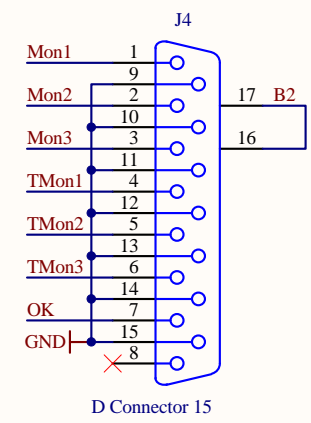 J4
Mon1 1
9
Mon2 2 17 B2
10
Mon3 3 16
11
TMon1 4
12
TMon2 5
13
TMon3 6
14
OK 7
GND 15
8
D Connector 15